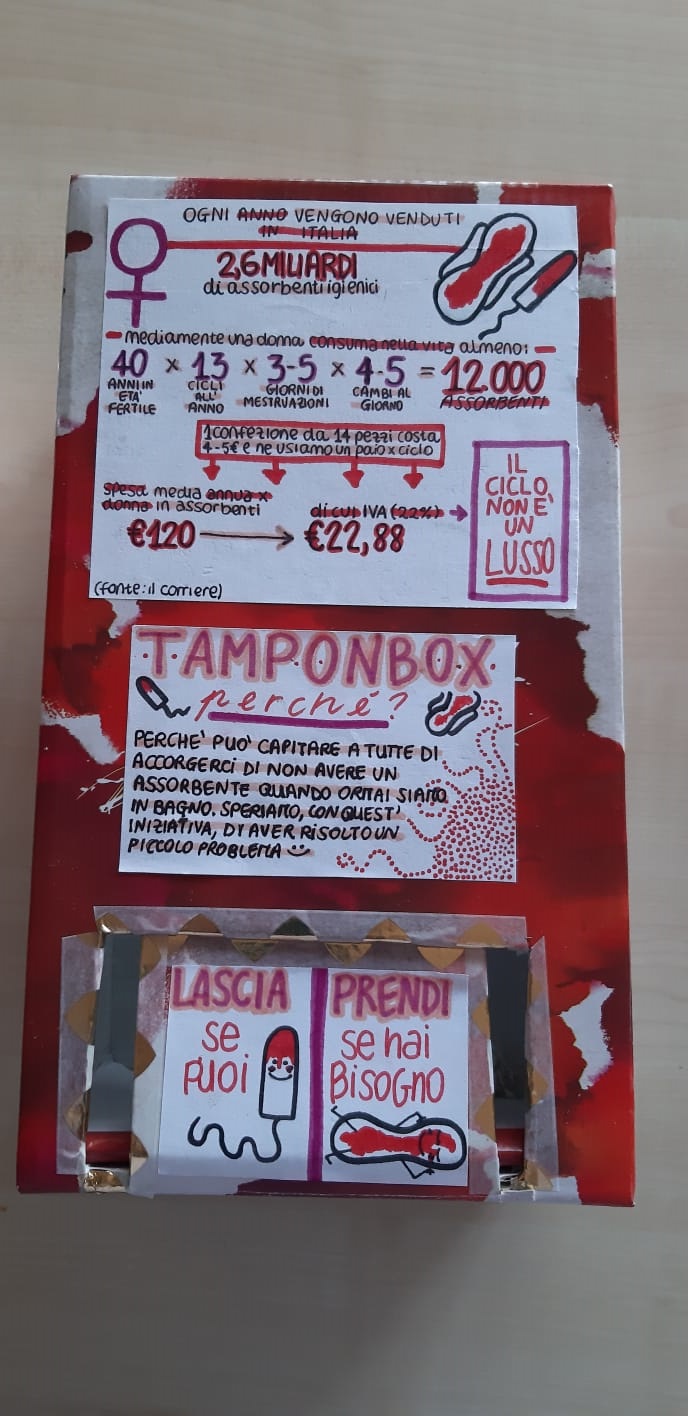 OGNI ANNO VENGONO VENDUTI
IN ITALIA
2,6 MILIARDI
di assorbenti igienici
mediamente una donna consuma nella vita almeno:
40 x 13 x 3-5 x 4-5 = 12.000
ANNI IN ETA' FERTILE
CICLI ALL' ANNO
GIORNI DI MESTRUAZIONI
CAMBI AL GIORNO
ASSORBENTI
1 confezione da 14 pezzi costa
4-5€ e ne usiamo un paio x ciclo
spesa media annua x
donna in assorbenti
€120
di cui IVA (22%)
€22,88
IL
CICLO
NON E'
UN
LUSSO
(fonte: il corriere)
TAMPONBOX
perché?
PERCHE' PUO' CAPITARE A TUTTE DI
ACCORGERCI DI NON AVERE UN
ASSORBENTE QUANDO ORMAI SIAMO
IN BAGNO. SPERIAMO, CON QUEST'
INIZIATIVA, DI AVER RISOLTO UN
PICCOLO PROBLEMA
LASCIA
se
puoi
PRENDI
se hai
BISOGNO